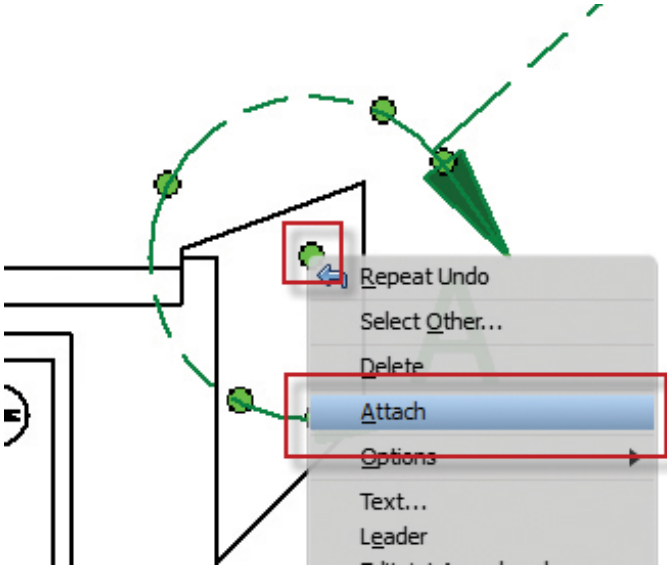 Repeat Undo
Select Other...
Delete
A
Attach
Options
Text...
Leader